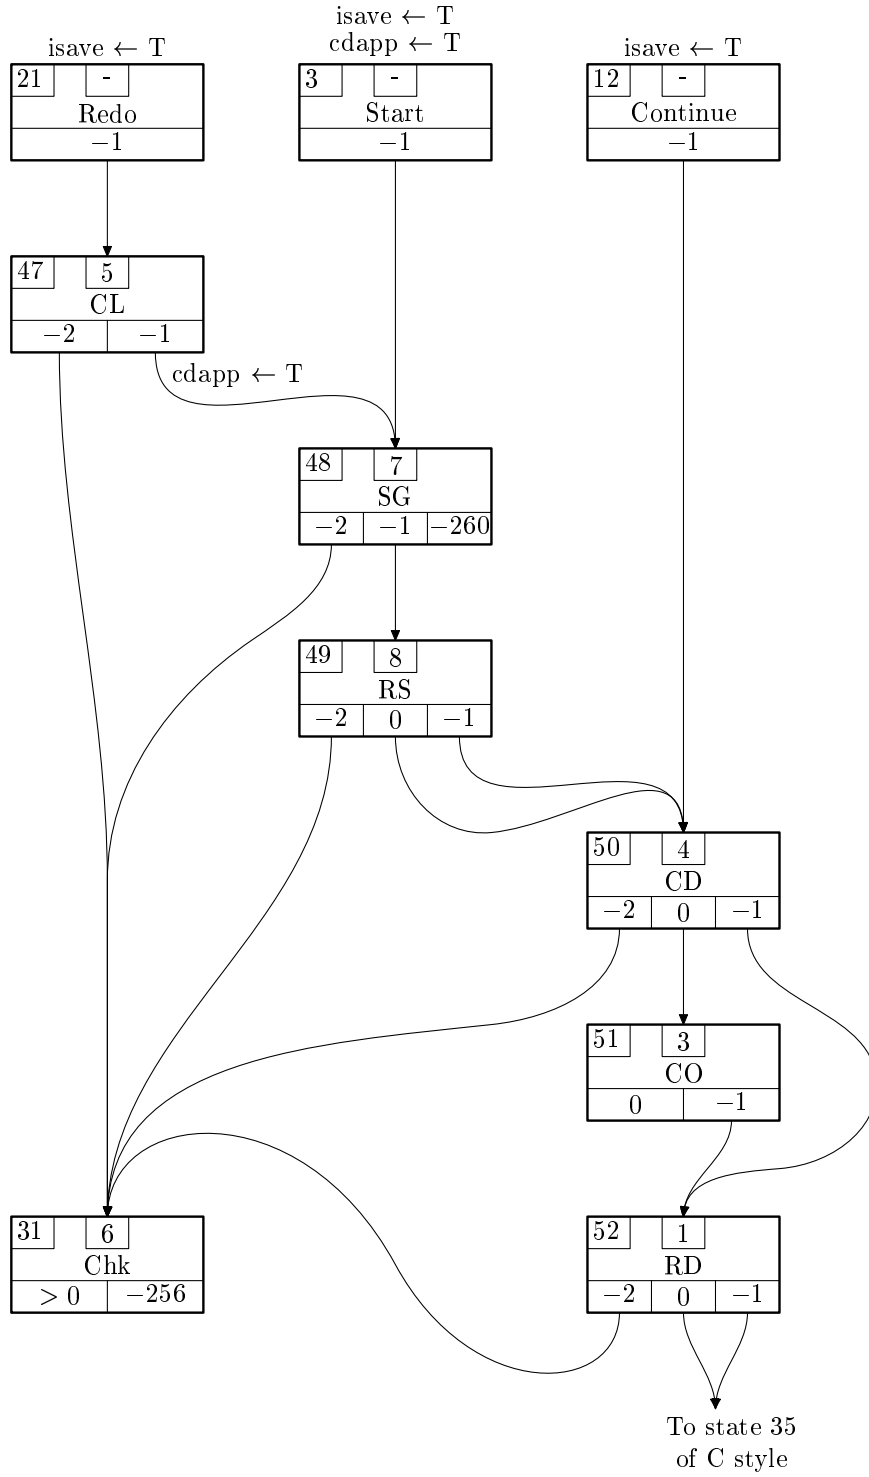 isave ← T
isave ← T
cdapp ← T
isave ← T
21 -
Redo
−1
3 -
Start
−1
12 -
Continue
−1
47 5
CL
−2 −1
cdapp ← T
48 7
SG
−2 −1 −260
49 8
RS
−2 0 −1
50 4
CD
−2 0 −1
51 3
CO
0 −1
31 6
Chk
> 0 −256
52 1
RD
−2 0 −1
To state 35
of C style